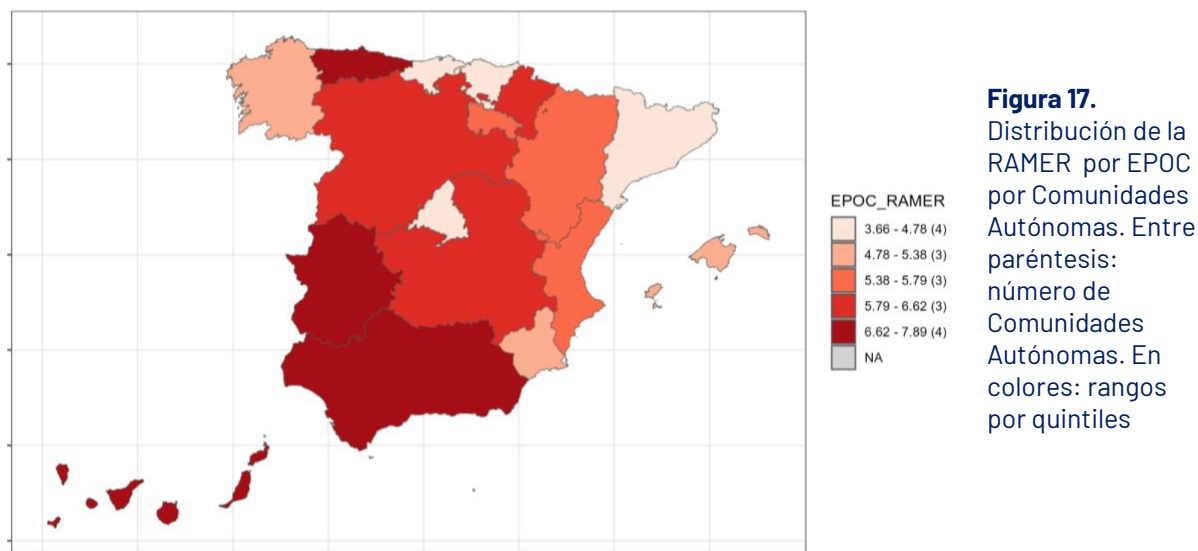 EPOC_RAMER
3.66 - 4.78 (4)
4.78 - 5.38 (3)
5.38 - 5.79 (3)
5.79 - 6.62 (3)
6.62 - 7.89 (4)
NA
Figura 17.
Distribución de la
RAMER por EPOC
por Comunidades
Autónomas. Entre
paréntesis:
número de
Comunidades
Autónomas. En
colores: rangos
por quintiles